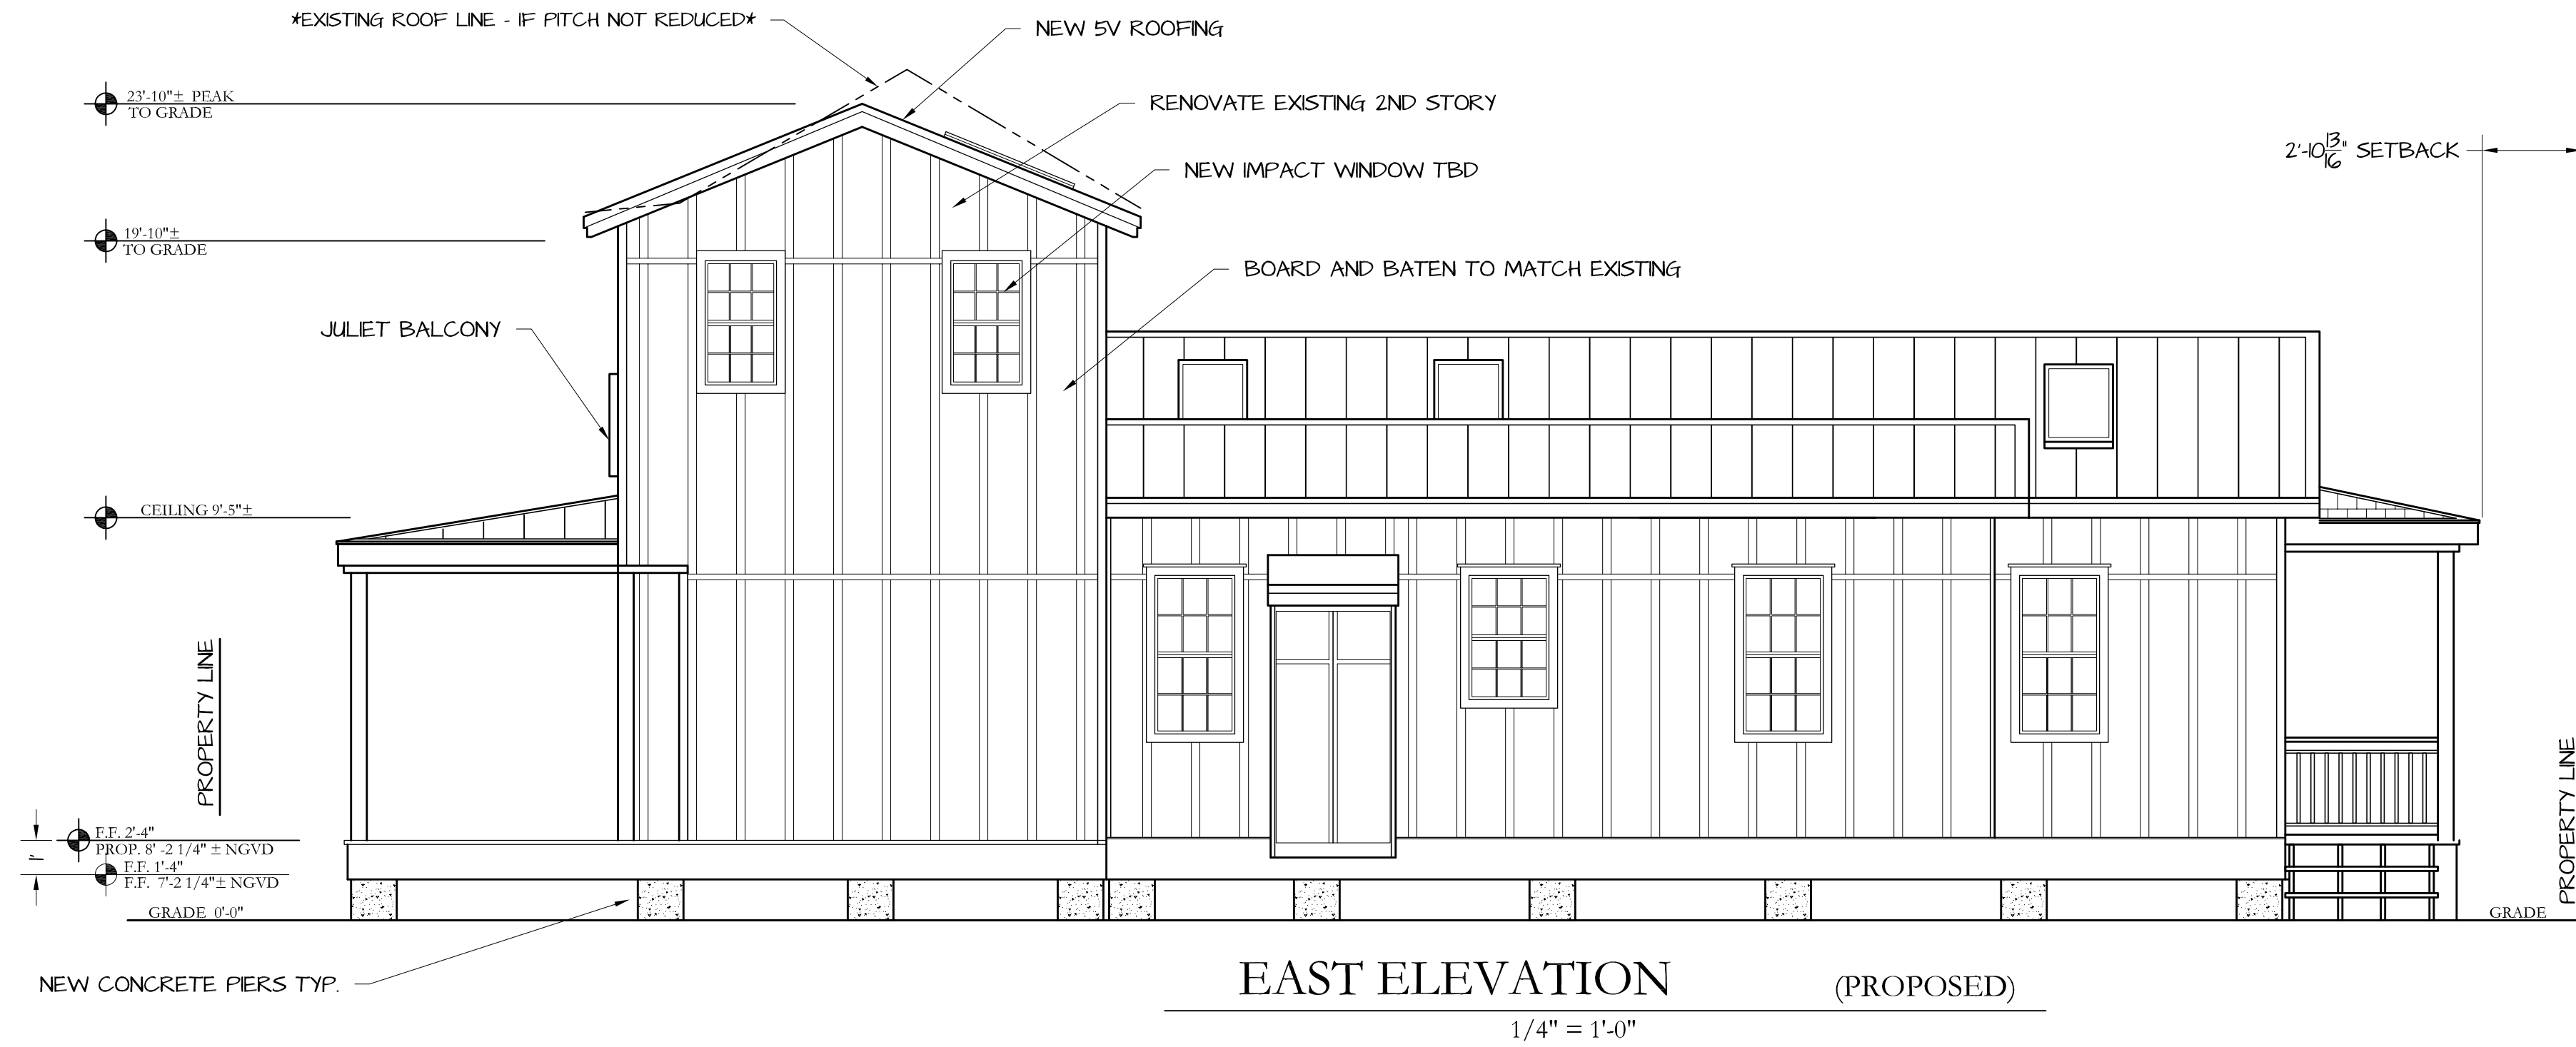 *EXISTING ROOF LINE - IF PITCH NOT REDUCED*
NEW 5V ROOFING
23'-10"± PEAK
TO GRADE
RENOVATE EXISTING 2ND STORY
2'-10 13/16" SETBACK
NEW IMPACT WINDOW TBD
19'-10"±
TO GRADE
BOARD AND BATEN TO MATCH EXISTING
JULIET BALCONY
CEILING 9'-5"±
PROPERTY LINE
PROPERTY LINE
F.F. 2'-4"
PROP. 8' -2 1/4" ± NGVD
1'
F.F. 1'-4"
F.F. 7'-2 1/4"± NGVD
GRADE 0'-0"
GRADE
NEW CONCRETE PIERS TYP.
EAST ELEVATION (PROPOSED)
1/4" = 1'-0"